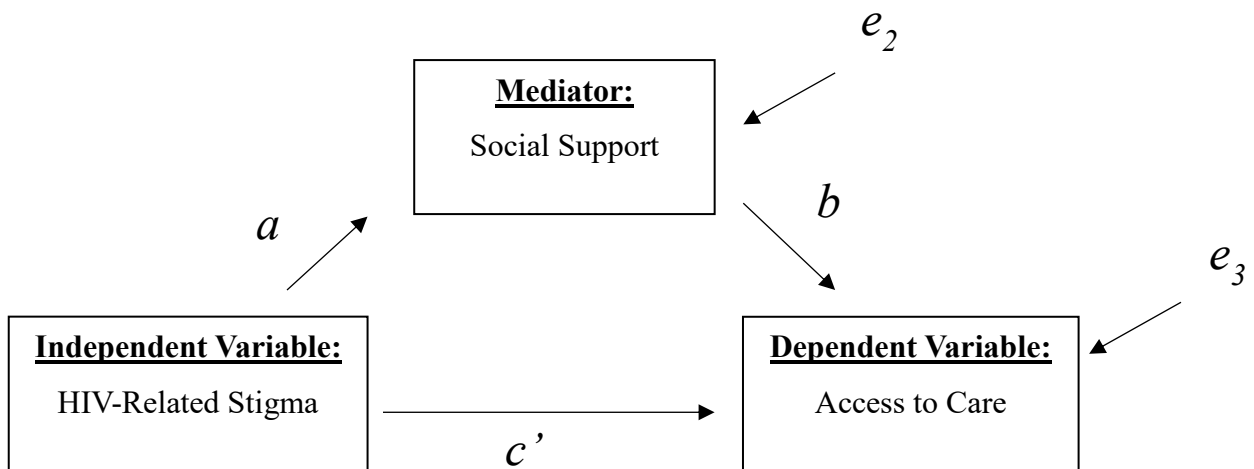 e2
Mediator:
Social Support
a
b
e3
Independent Variable:
HIV-Related Stigma
Dependent Variable:
Access to Care
c’